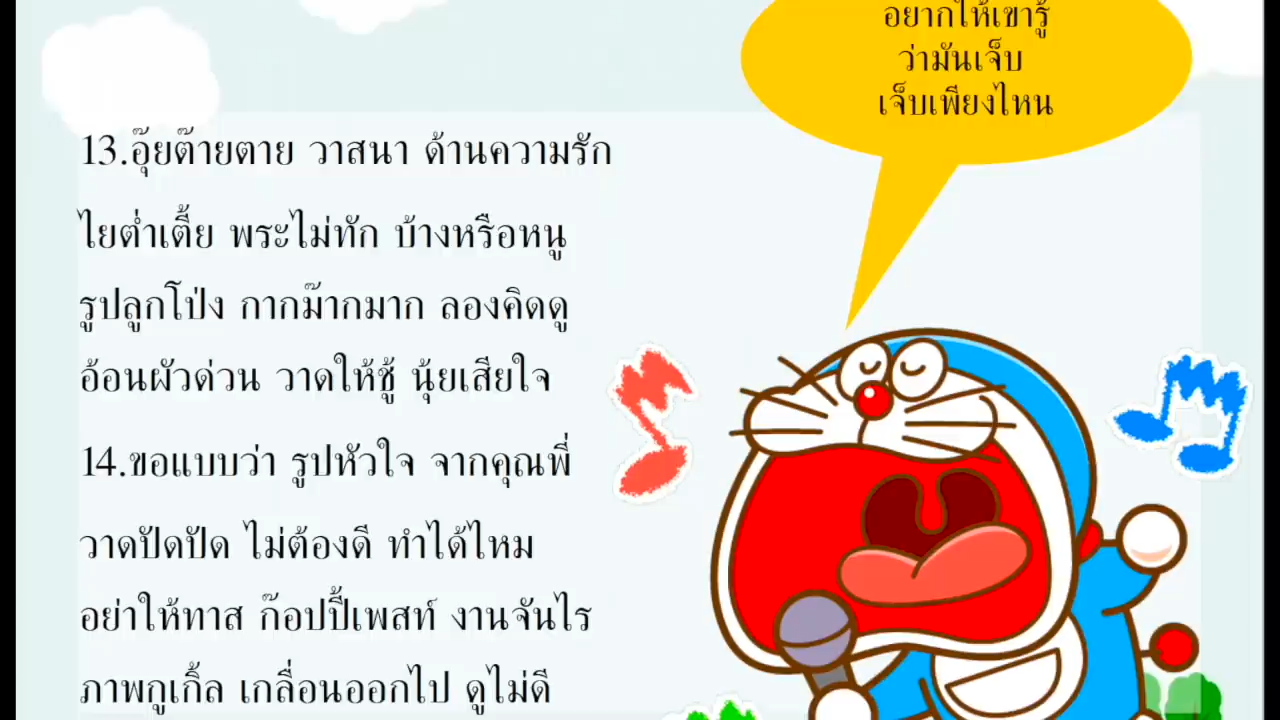 อยากให้เขารู้
ว่ามันเจ็บ
เจ็บเพียงไหน
13.อุ๊ยต๊ายตาย วาสนา ด้านความรัก
ไยต่ำเตี้ย พระไม่ทัก บ้างหรือหนู
รูปลูกโป่ง กากม๊ากมาก ลองคิดดู
อ้อนผัวด่วน วาดให้ชู้ นุ้ยเสียใจ
14.ขอแบบว่า รูปหัวใจ จากคุณพี่
วาดปัดปัด ไม่ต้องดี ทำได้ไหม
อย่าให้ทาส ก๊อปปี้เพสท์ งานจันไร
ภาพกูเกิ้ล เกลื่อนออกไป ดูไม่ดี